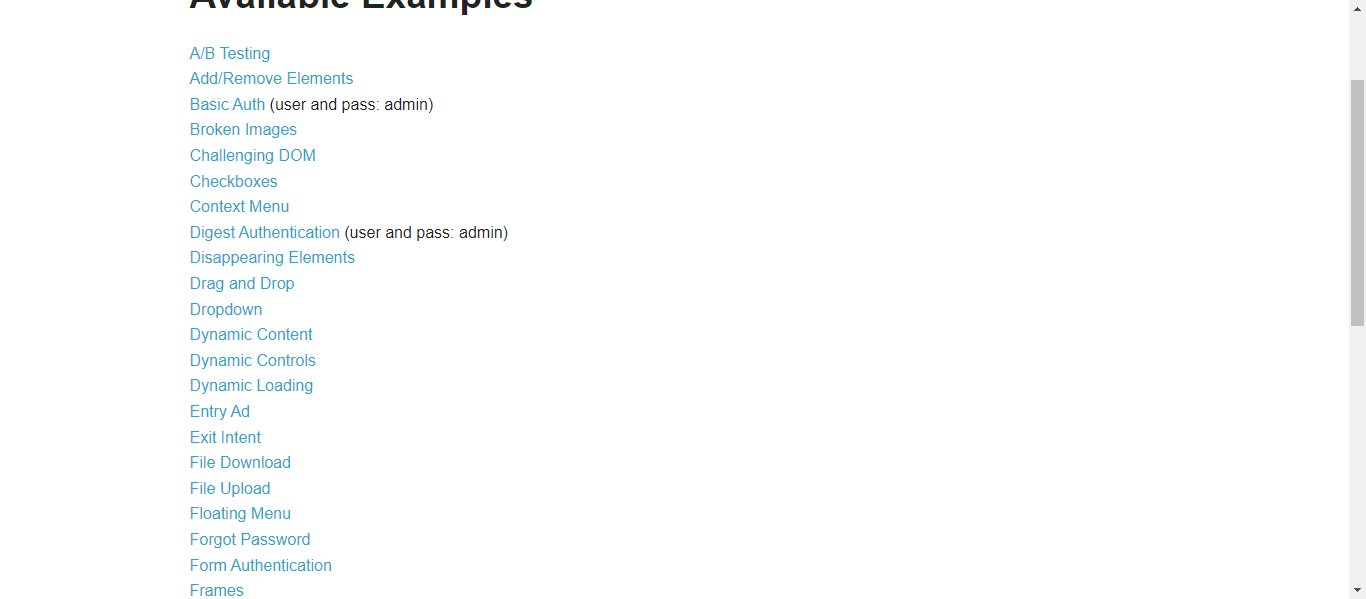 Available Examples
A/B Testing
Add/Remove Elements
Basic Auth (user and pass: admin)
Broken Images
Challenging DOM
Checkboxes
Context Menu
Digest Authentication (user and pass: admin)
Disappearing Elements
Drag and Drop
Dropdown
Dynamic Content
Dynamic Controls
Dynamic Loading
Entry Ad
Exit Intent
File Download
File Upload
Floating Menu
Forgot Password
Form Authentication
Frames